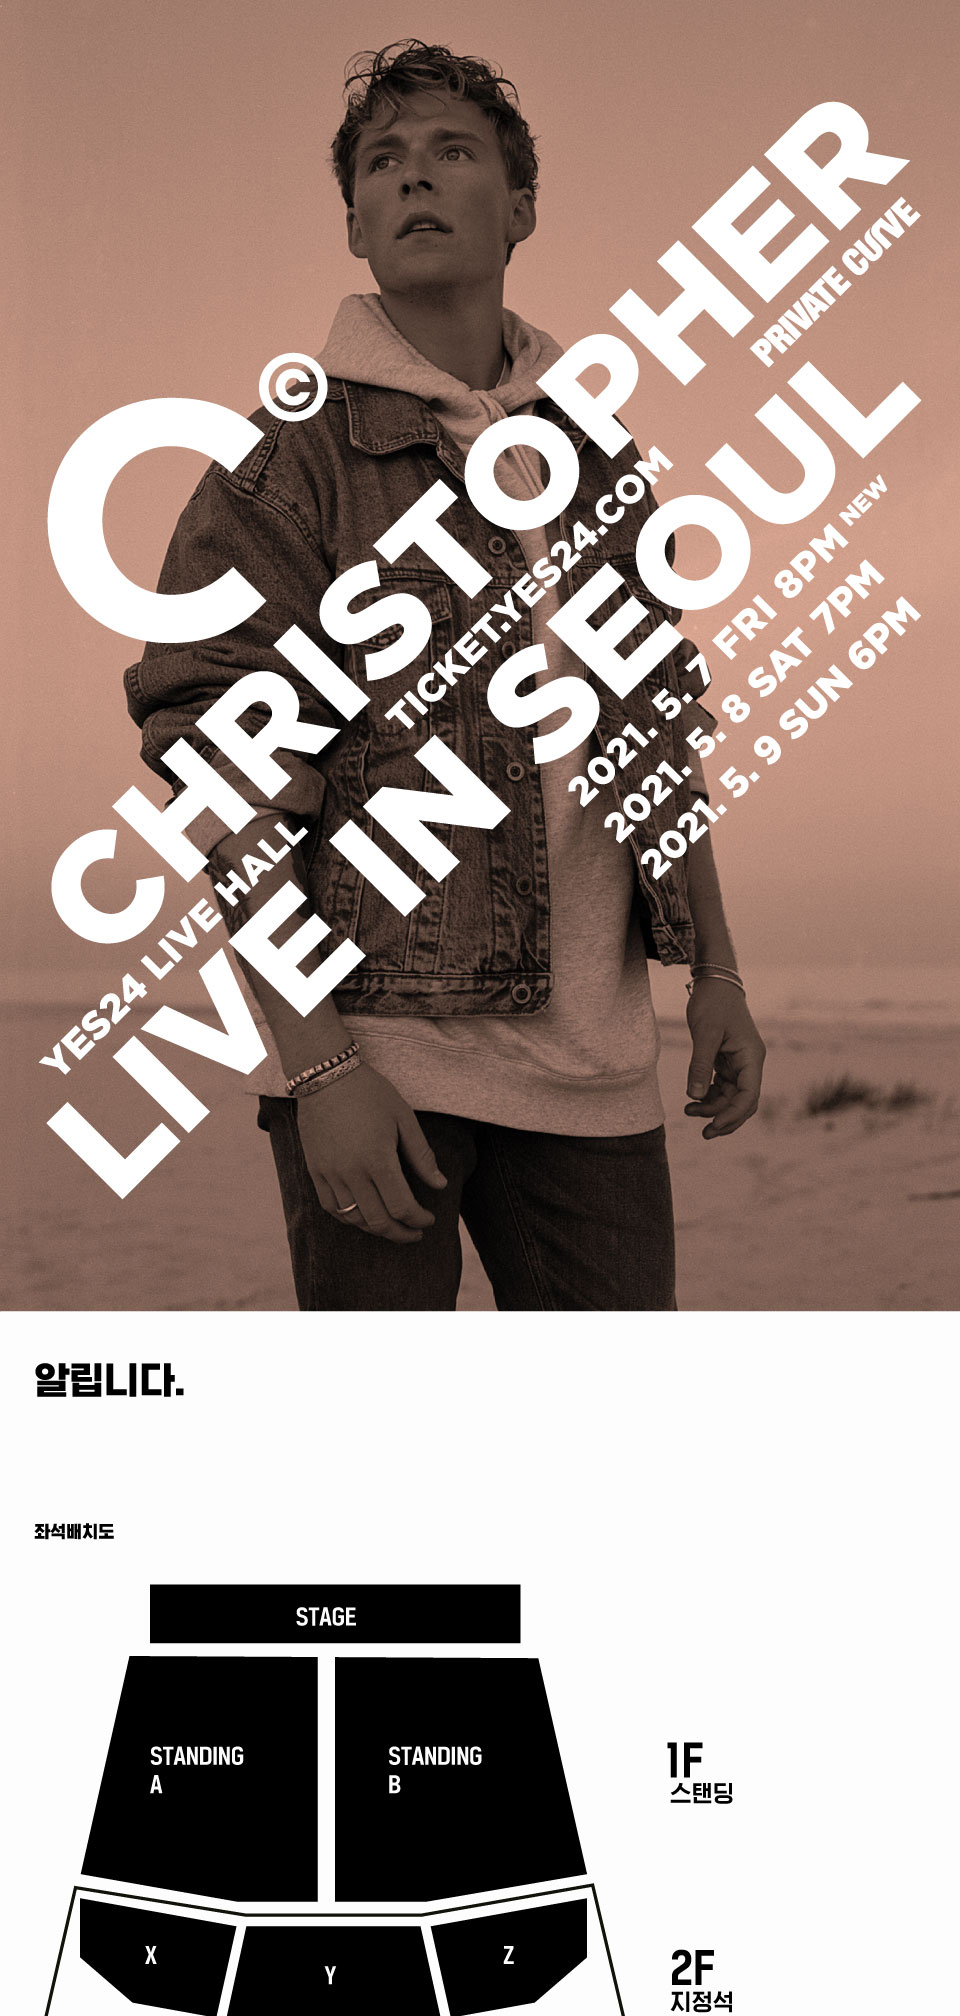 C©
CHRISTOPHER
PRIVATE CURVE
YES24 LIVE HALL
TICKET.YES24.COM
LIVE IN SEOUL
2021. 5. 7 FRI 8PM NEW
2021. 5. 8 SAT 7PM
2021. 5. 9 SUN 6PM
알립니다.
좌석배치도
STAGE
STANDING
A
STANDING
B
1F
스탠딩
X
Y
Z
2F
지정석